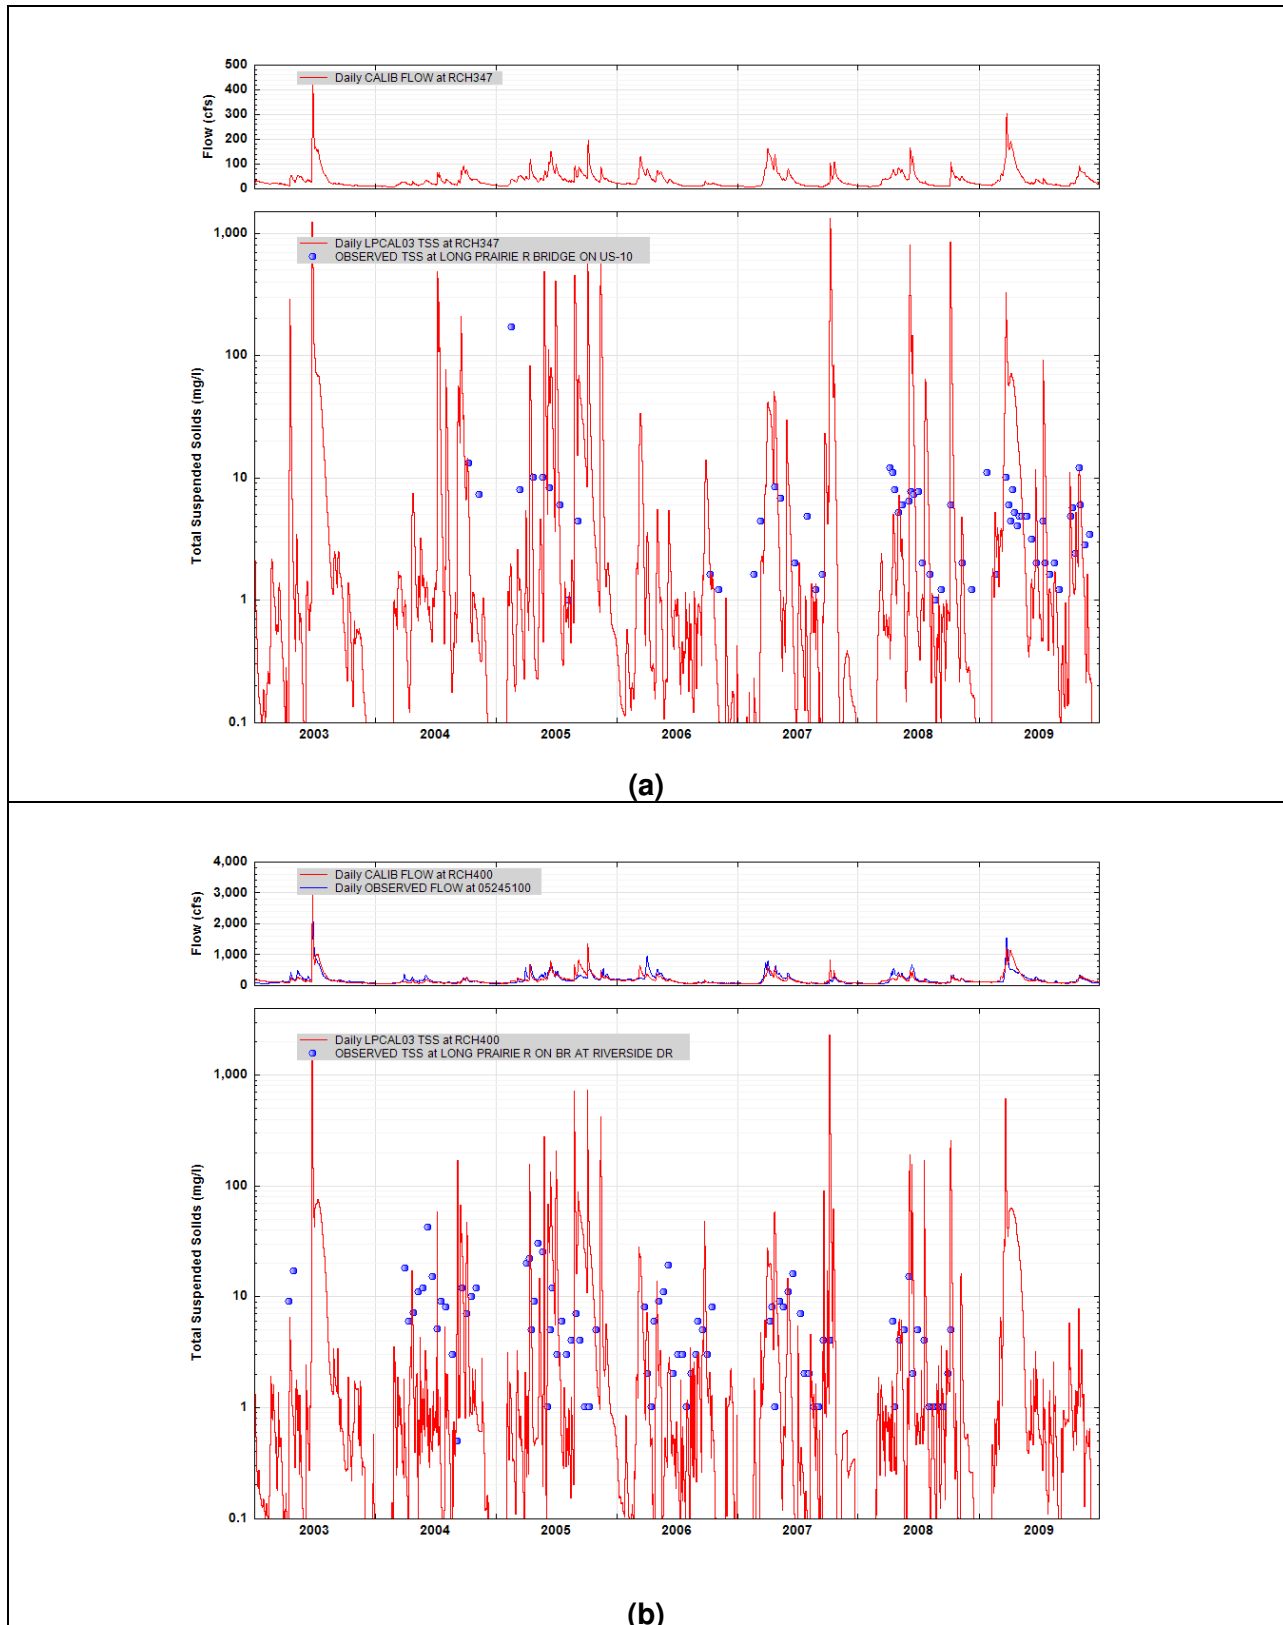 500
400
300
200
100
0
Flow (cfs)
Daily CALIB FLOW at RCH347
1,000
100
10
1
0.1
Total Suspended Solids (mg/l)
Daily LPCAL03 TSS at RCH347
OBSERVED TSS at LONG PRAIRIE R BRIDGE ON US-10
2003 2004 2005 2006 2007 2008 2009
(a)
4,000
3,000
2,000
1,000
0
Flow (cfs)
Daily CALIB FLOW at RCH400
Daily OBSERVED FLOW at 05245100
1,000
100
10
1
0.1
Total Suspended Solids (mg/l)
Daily LPCAL03 TSS at RCH400
OBSERVED TSS at LONG PRAIRIE R ON BR AT RIVERSIDE DR
2003 2004 2005 2006 2007 2008 2009
(b)